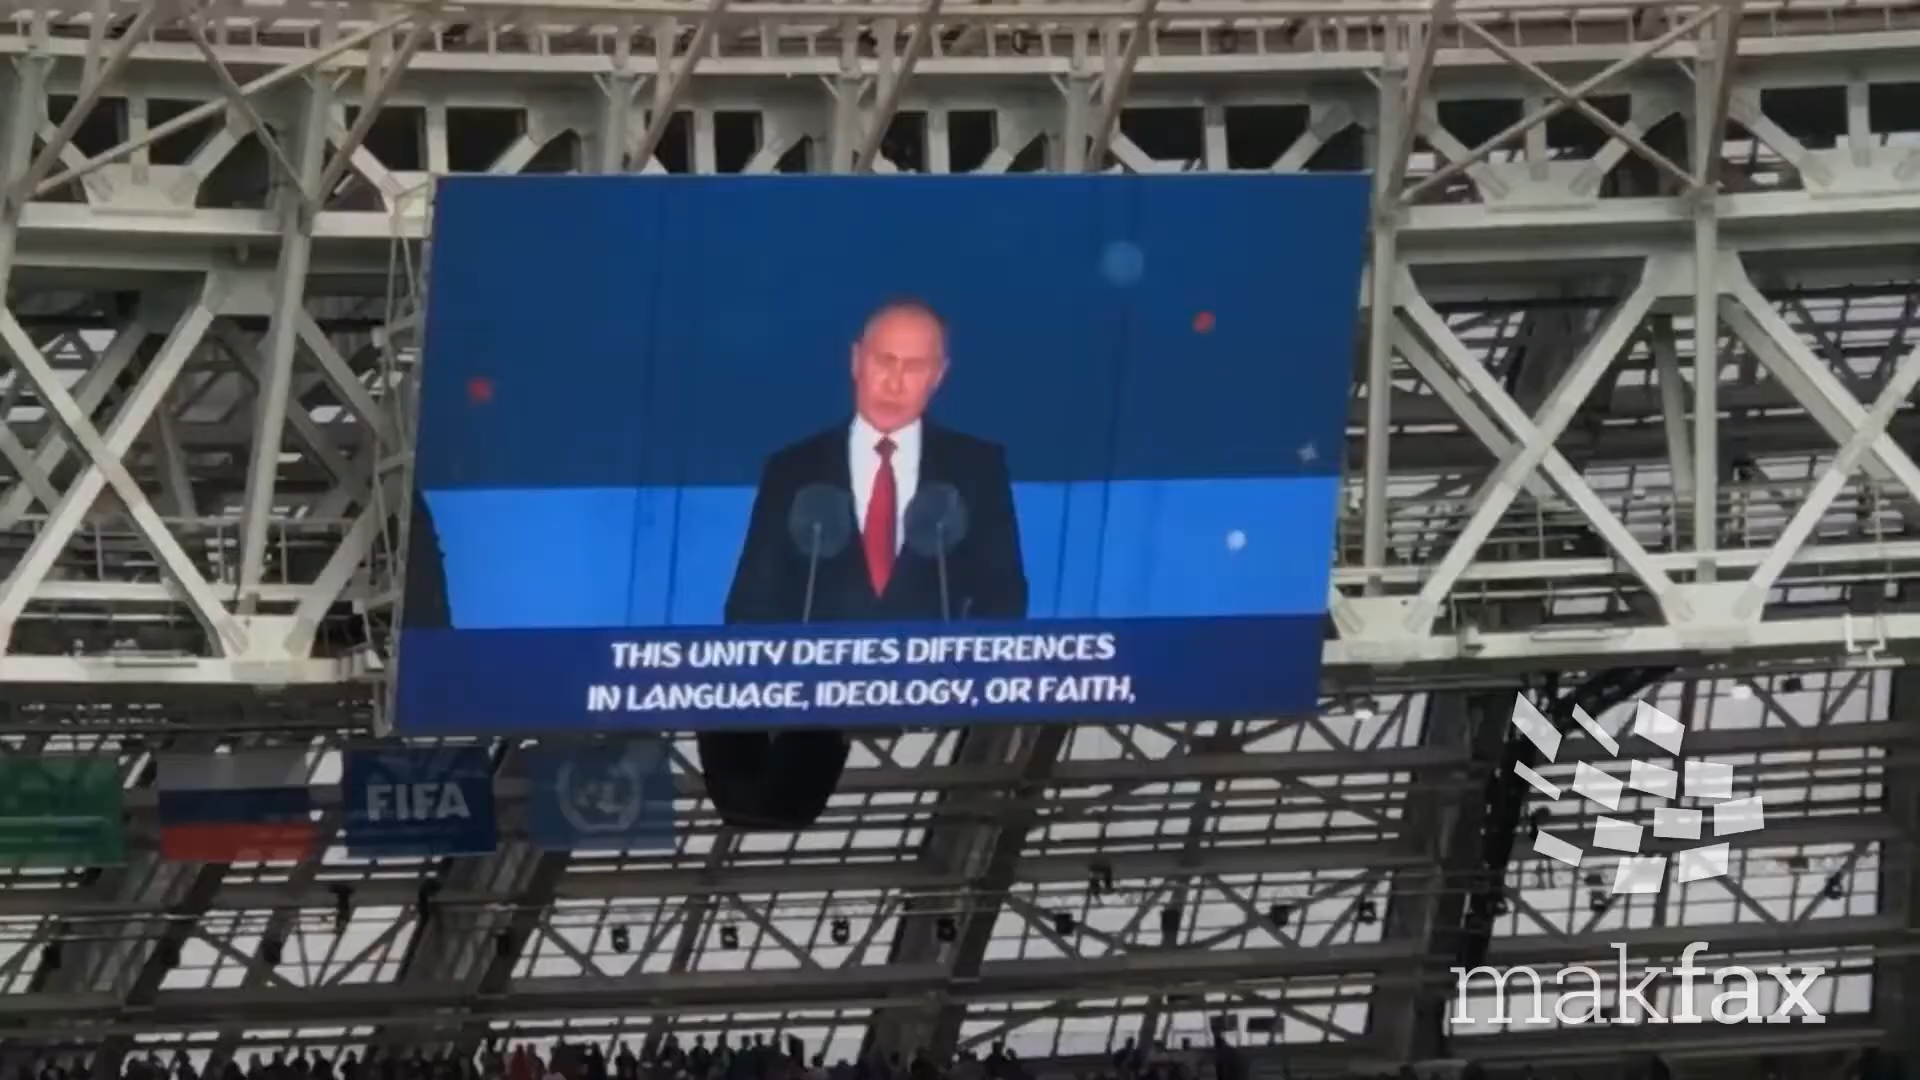 THIS UNITY DEFIES DIFFERENCES
IN LANGUAGE, IDEOLOGY, OR FAITH,
FIFA
makfax